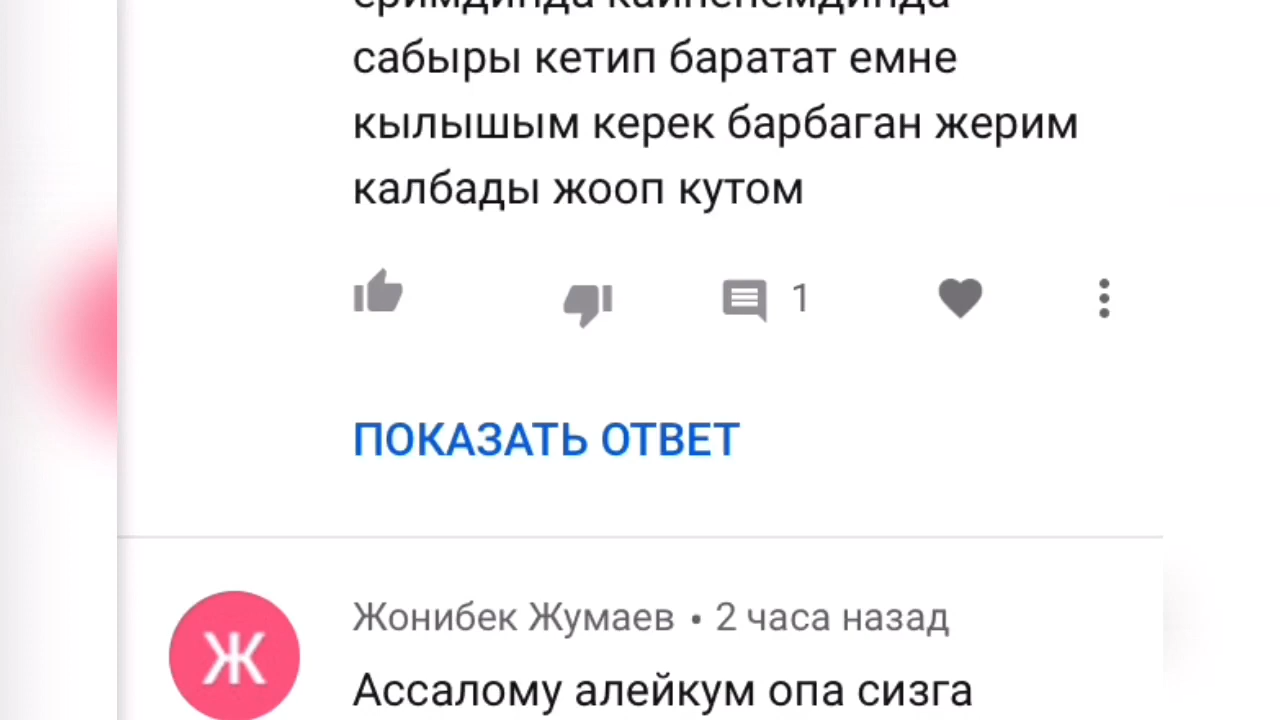 сабыры кетип баратат емне
кылышым керек барбаган жерим
калбады жооп кутом
1
ПОКАЗАТЬ ОТВЕТ
Ж
Жонибек Жумаев • 2 часа назад
Ассалому алейкум опа сизга